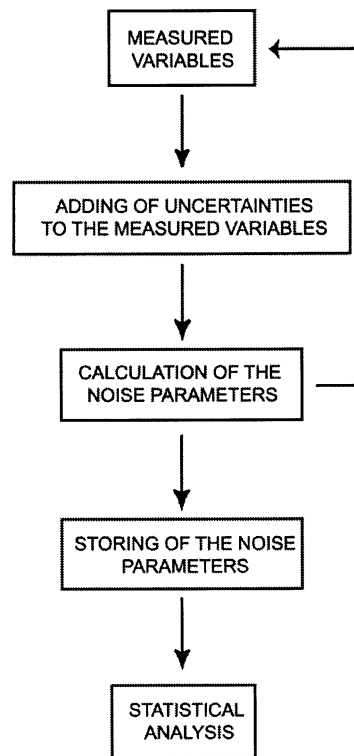 MEASURED
VARIABLES
ADDING OF UNCERTAINTIES
TO THE MEASURED VARIABLES
CALCULATION OF THE
NOISE PARAMETERS
STORING OF THE NOISE
PARAMETERS
STATISTICAL
ANALYSIS